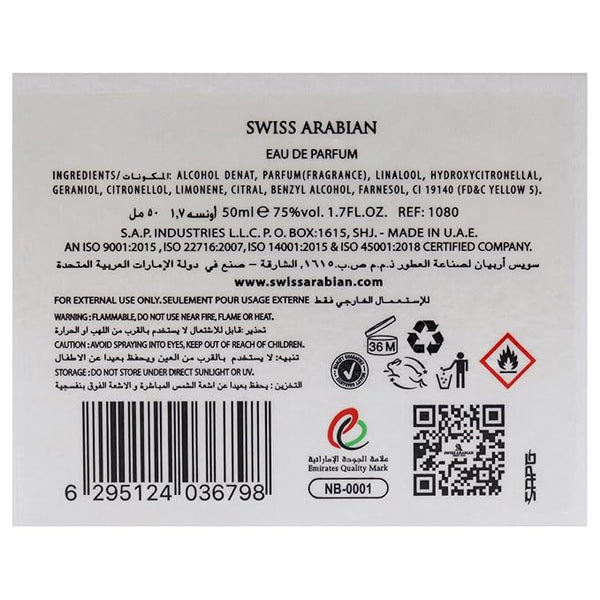 SWISS ARABIAN
EAU DE PARFUM
INGREDIENTS/المكونات: ALCOHOL DENAT, PARFUM(FRAGRANCE), LINALOOL, HYDROXYCITRONELLAL,
GERANIOL, CITRONELLOL, LIMONENE, CITRAL, BENZYL ALCOHOL, FARNESOL, CI 19140 (FD&C YELLOW 5).
٥٠ مل ١,٧ أونسه 50ml e 75%vol. 1.7FL.OZ. REF: 1080
S.A.P. INDUSTRIES L.L.C. P.O. BOX:1615, SHJ. - MADE IN U.A.E.
AN ISO 9001:2015 , ISO 22716:2007, ISO 14001:2015 & ISO 45001:2018 CERTIFIED COMPANY.
سويس أربيان لصناعة العطور ذ.م.م ص.ب.١٦١٥, الشارقة – صنع في دولة الإمارات العربية المتحدة
www.swissarabian.com
FOR EXTERNAL USE ONLY.SEULEMENT POUR USAGE EXTERNE للإستعمال الخارجي فقط
WARNING : FLAMMABLE, DO NOT USE NEAR FIRE, FLAME OR HEAT. تحذير: قابل للاشتعال لا يستخدم بالقرب من اللهب او الحرارة
CAUTION: AVOID SPRAYING INTO EYES, KEEP OUT OF REACH OF CHILDREN. تنبيه: لا يستخدم بالقرب من العين ويحفظ بعيدا عن الاطفال
STORAGE: DO NOT STORE UNDER DIRECT SUNLIGHT OR UV. التخزين: يحفظ بعيدا عن اشعة الشمس المباشرة و الاشعة الفوق بنفسجية
36 M
علامة الجودة الإماراتية
Emirates Quality Mark
NB-0001
6 295124 036798
SWISS ARABIAN
SAPG